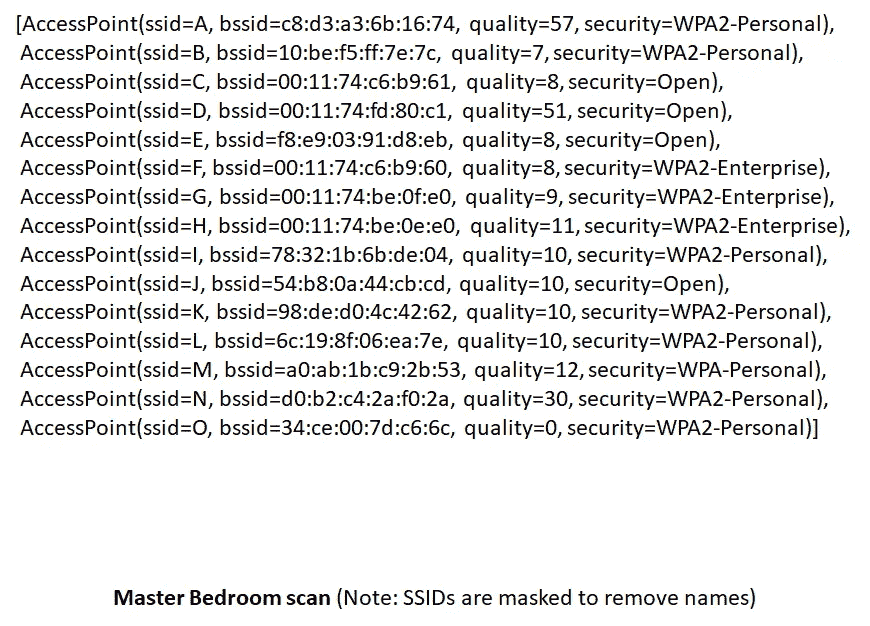 [AccessPoint(ssid=A, bssid=c8:d3:a3:6b:16:74, quality=57, security=WPA2-Personal),
AccessPoint(ssid=B, bssid=10:be:f5:ff:7e:7c, quality=7, security=WPA2-Personal),
AccessPoint(ssid=C, bssid=00:11:74:c6:b9:61, quality=8, security=Open),
AccessPoint(ssid=D, bssid=00:11:74:fd:80:c1, quality=51, security=Open),
AccessPoint(ssid=E, bssid=f8:e9:03:91:d8:eb, quality=8, security=Open),
AccessPoint(ssid=F, bssid=00:11:74:c6:b9:60, quality=8, security=WPA2-Enterprise),
AccessPoint(ssid=G, bssid=00:11:74:be:0f:e0, quality=9, security=WPA2-Enterprise),
AccessPoint(ssid=H, bssid=00:11:74:be:0e:e0, quality=11, security=WPA2-Enterprise),
AccessPoint(ssid=I, bssid=78:32:1b:6b:de:04, quality=10, security=WPA2-Personal),
AccessPoint(ssid=J, bssid=54:b8:0a:44:cb:cd, quality=10, security=Open),
AccessPoint(ssid=K, bssid=98:de:d0:4c:42:62, quality=10, security=WPA2-Personal),
AccessPoint(ssid=L, bssid=6c:19:8f:06:ea:7e, quality=10, security=WPA2-Personal),
AccessPoint(ssid=M, bssid=a0:ab:1b:c9:2b:53, quality=12, security=WPA-Personal),
AccessPoint(ssid=N, bssid=d0:b2:c4:2a:f0:2a, quality=30, security=WPA2-Personal),
AccessPoint(ssid=O, bssid=34:ce:00:7d:c6:6c, quality=0, security=WPA2-Personal)]
Master Bedroom scan (Note: SSIDs are masked to remove names)